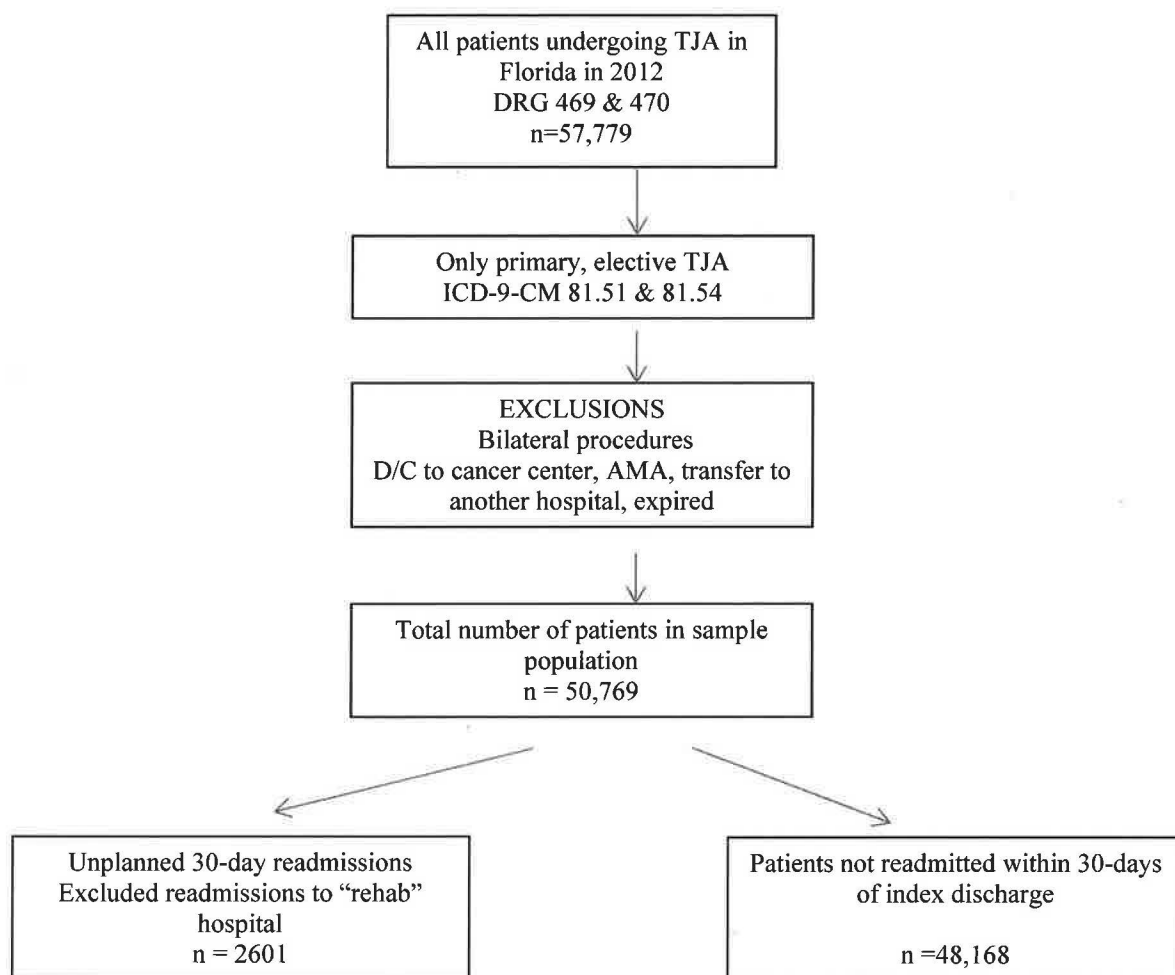 All patients undergoing TJA in
Florida in 2012
DRG 469 & 470
n=57,779
Only primary, elective TJA
ICD-9-CM 81.51 & 81.54
EXCLUSIONS
Bilateral procedures
D/C to cancer center, AMA, transfer to
another hospital, expired
Total number of patients in sample
population
n = 50,769
Unplanned 30-day readmissions
Excluded readmissions to “rehab”
hospital
n = 2601
Patients not readmitted within 30-days
of index discharge
n =48,168